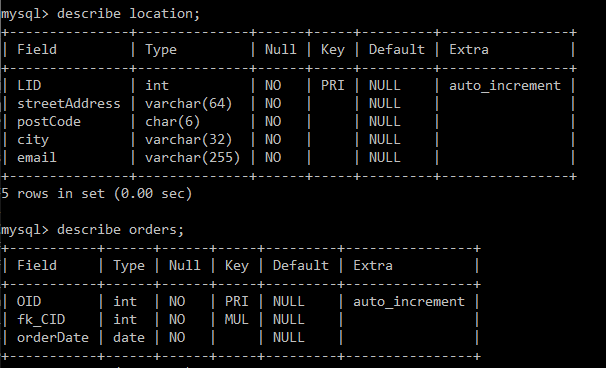 mysql> describe location;
+---------------+--------------+------+-----+---------+----------------+
| Field | Type | Null | Key | Default | Extra |
+---------------+--------------+------+-----+---------+----------------+
| LID | int | NO | PRI | NULL | auto_increment |
| streetAddress | varchar(64) | NO | | NULL | |
| postCode | char(6) | NO | | NULL | |
| city | varchar(32) | NO | | NULL | |
| email | varchar(255) | NO | | NULL | |
+---------------+--------------+------+-----+---------+----------------+
5 rows in set (0.00 sec)
mysql> describe orders;
+-----------+------+------+-----+---------+----------------+
| Field | Type | Null | Key | Default | Extra |
+-----------+------+------+-----+---------+----------------+
| OID | int | NO | PRI | NULL | auto_increment |
| fk_CID | int | NO | MUL | NULL | |
| orderDate | date | NO | | NULL | |
+-----------+------+------+-----+---------+----------------+